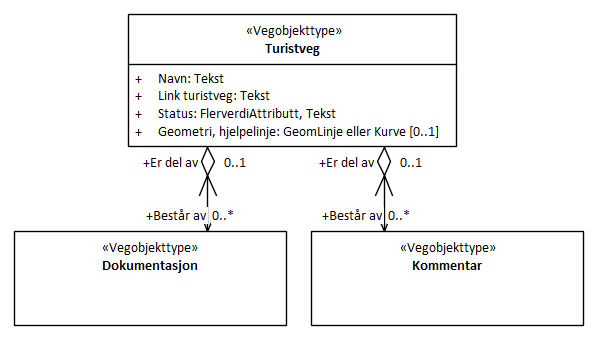 «Vegobjekttype»
Turistveg
+ Navn: Tekst
+ Link turistveg: Tekst
+ Status: FlerverdiAttributt, Tekst
+ Geometri, hjelpelinje: GeomLinje eller Kurve [0..1]
+Er del av 0..1 +Er del av 0..1
+Består av 0..* +Består av 0..*
«Vegobjekttype»
Dokumentasjon
«Vegobjekttype»
Kommentar